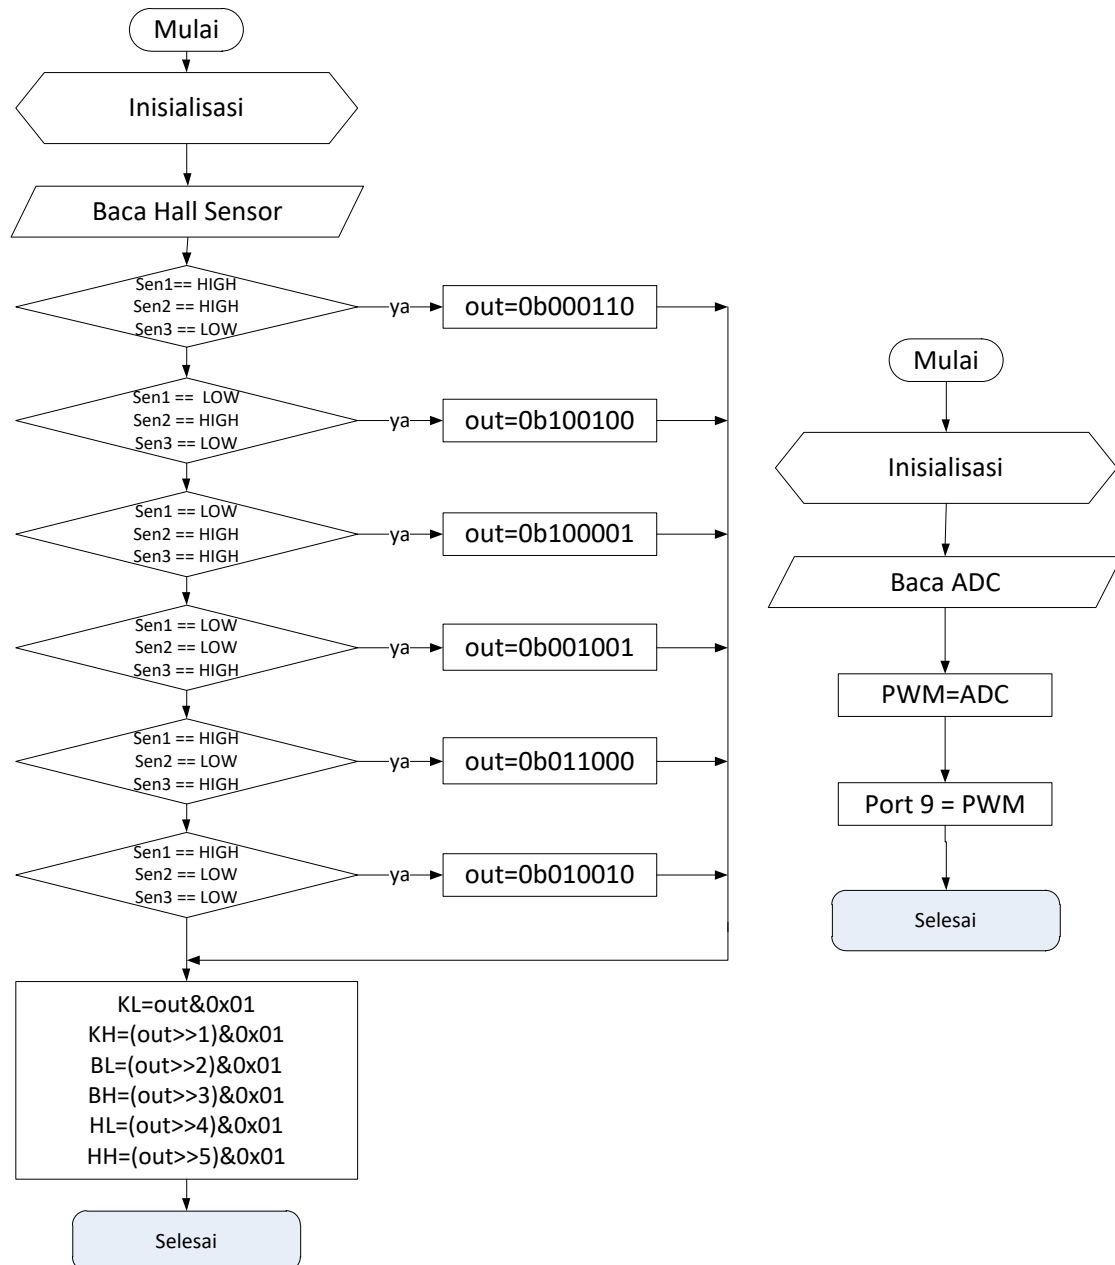 Mulai
Inisialisasi
Baca Hall Sensor
Sen1== HIGH
Sen2 == HIGH
Sen3 == LOW
ya
out=0b000110
Sen1 ==  LOW
Sen2 == HIGH
Sen3 == LOW
ya
out=0b100100
Sen1 == LOW
Sen2 == HIGH
Sen3 == HIGH
ya
out=0b100001
Sen1 == LOW
Sen2 == LOW
Sen3 == HIGH
ya
out=0b001001
Sen1 == HIGH
Sen2 == LOW
Sen3 == HIGH
ya
out=0b011000
Sen1 == HIGH
Sen2 == LOW
Sen3 == LOW
ya
out=0b010010
KL=out&0x01
KH=(out>>1)&0x01
BL=(out>>2)&0x01
BH=(out>>3)&0x01
HL=(out>>4)&0x01
HH=(out>>5)&0x01
Selesai
Mulai
Inisialisasi
Baca ADC
PWM=ADC
Port 9 = PWM
Selesai